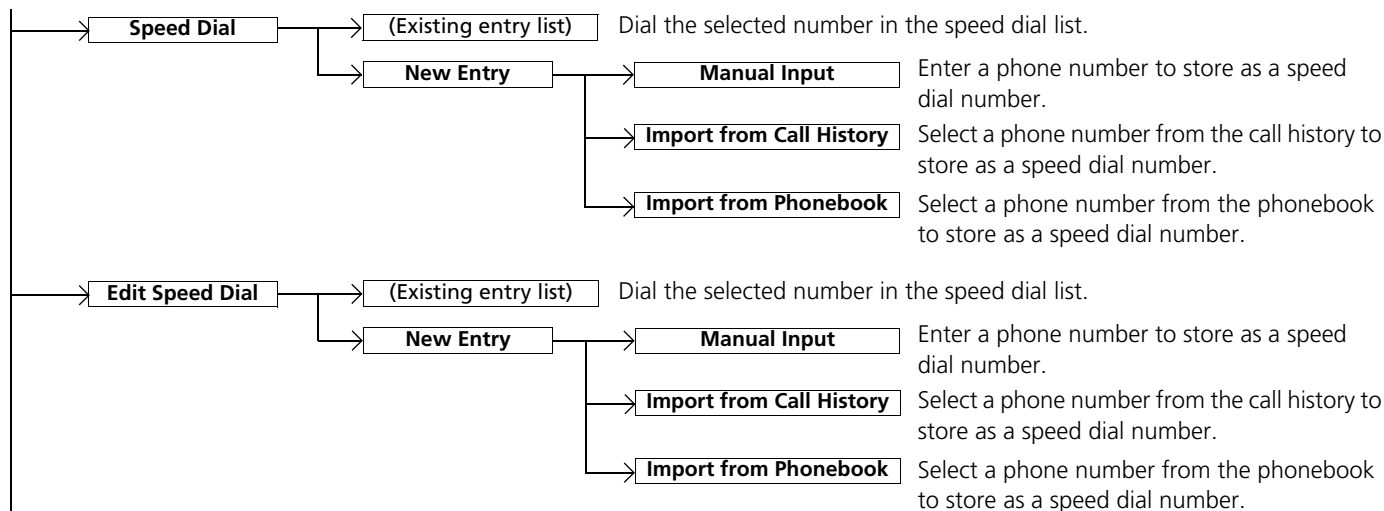 Speed Dial
(Existing entry list)
Dial the selected number in the speed dial list.
New Entry
Manual Input
Enter a phone number to store as a speed
dial number.
Import from Call History
Select a phone number from the call history to
store as a speed dial number.
Import from Phonebook
Select a phone number from the phonebook
to store as a speed dial number.
Edit Speed Dial
(Existing entry list)
Dial the selected number in the speed dial list.
New Entry
Manual Input
Enter a phone number to store as a speed
dial number.
Import from Call History
Select a phone number from the call history to
store as a speed dial number.
Import from Phonebook
Select a phone number from the phonebook
to store as a speed dial number.